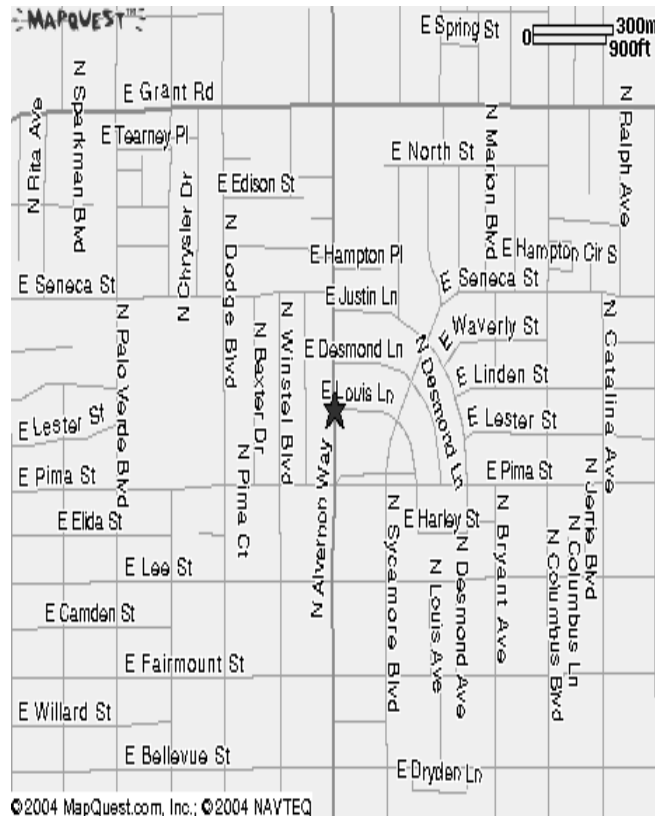 MAPQUEST™
E Spring St
0 300m
900ft
E Grant Rd
N Rita Ave
N Sparkman Blvd
E Tearney Pl
N Chrysler Dr
E Edison St
E North St
N Marion Blvd
N Ralph Ave
N Dodge Blvd
E Hampton Pl
E Hampton Cir S
E Seneca St
E Seneca St
E Justin Ln
N Palo Verde Blvd
N Baxter Dr
N Winstel Blvd
E Waverly St
N Catalina Ave
E Desmond Ln
N Desmond Ln
E Linden St
E Louis Ln
E Lester St
E Lester St
E Pima St
E Pima St
N Pima Ct
N Alvernon Way
N Jerrie Blvd
E Elida St
E Harley St
N Sycamore Blvd
N Bryant Ave
N Columbus Ln
N Columbus Blvd
N Louis Ave
N Desmond Ave
E Lee St
E Camden St
E Fairmount St
E Willard St
E Bellevue St
E Dryden Ln
©2004 MapQuest.com, Inc.; ©2004 NAVTEQ